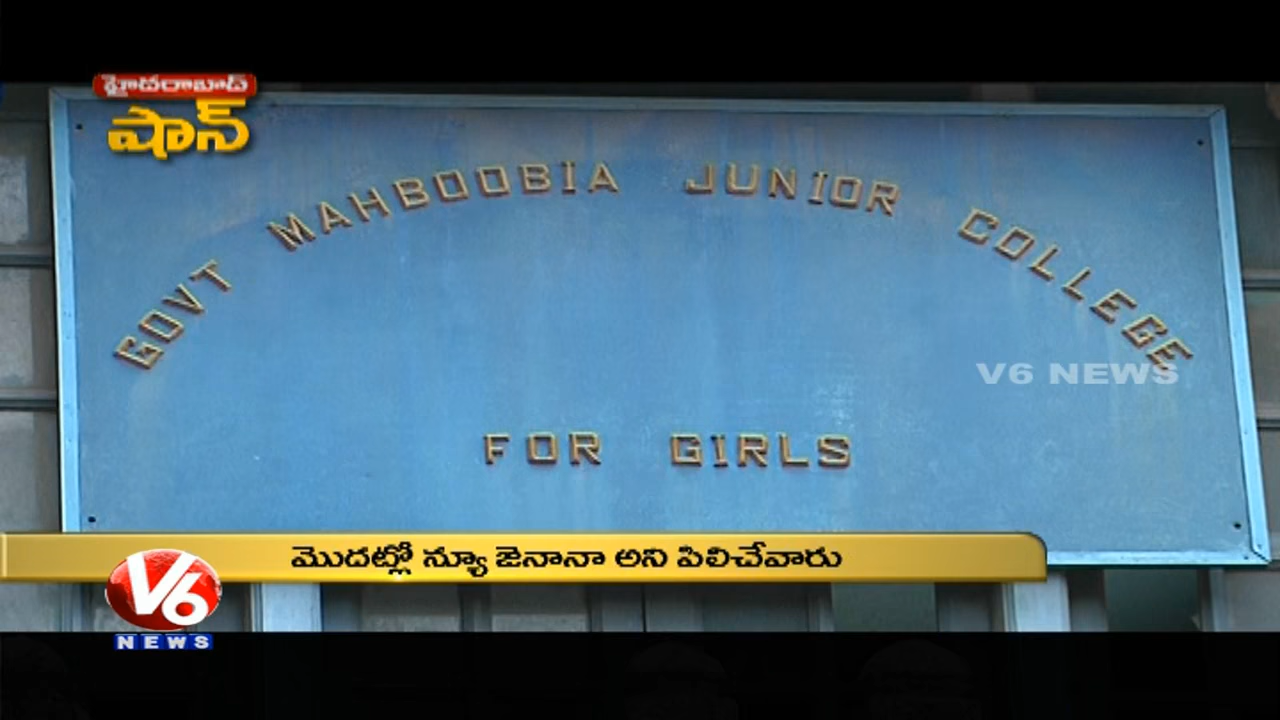 హైదరాబాద్
షాన్
GOVT MAHBOOBIA JUNIOR COLLEGE
V6 NEWS
FOR GIRLS
మొదట్లో న్యూ జెనానా అని పిలిచేవారు
V6
NEWS